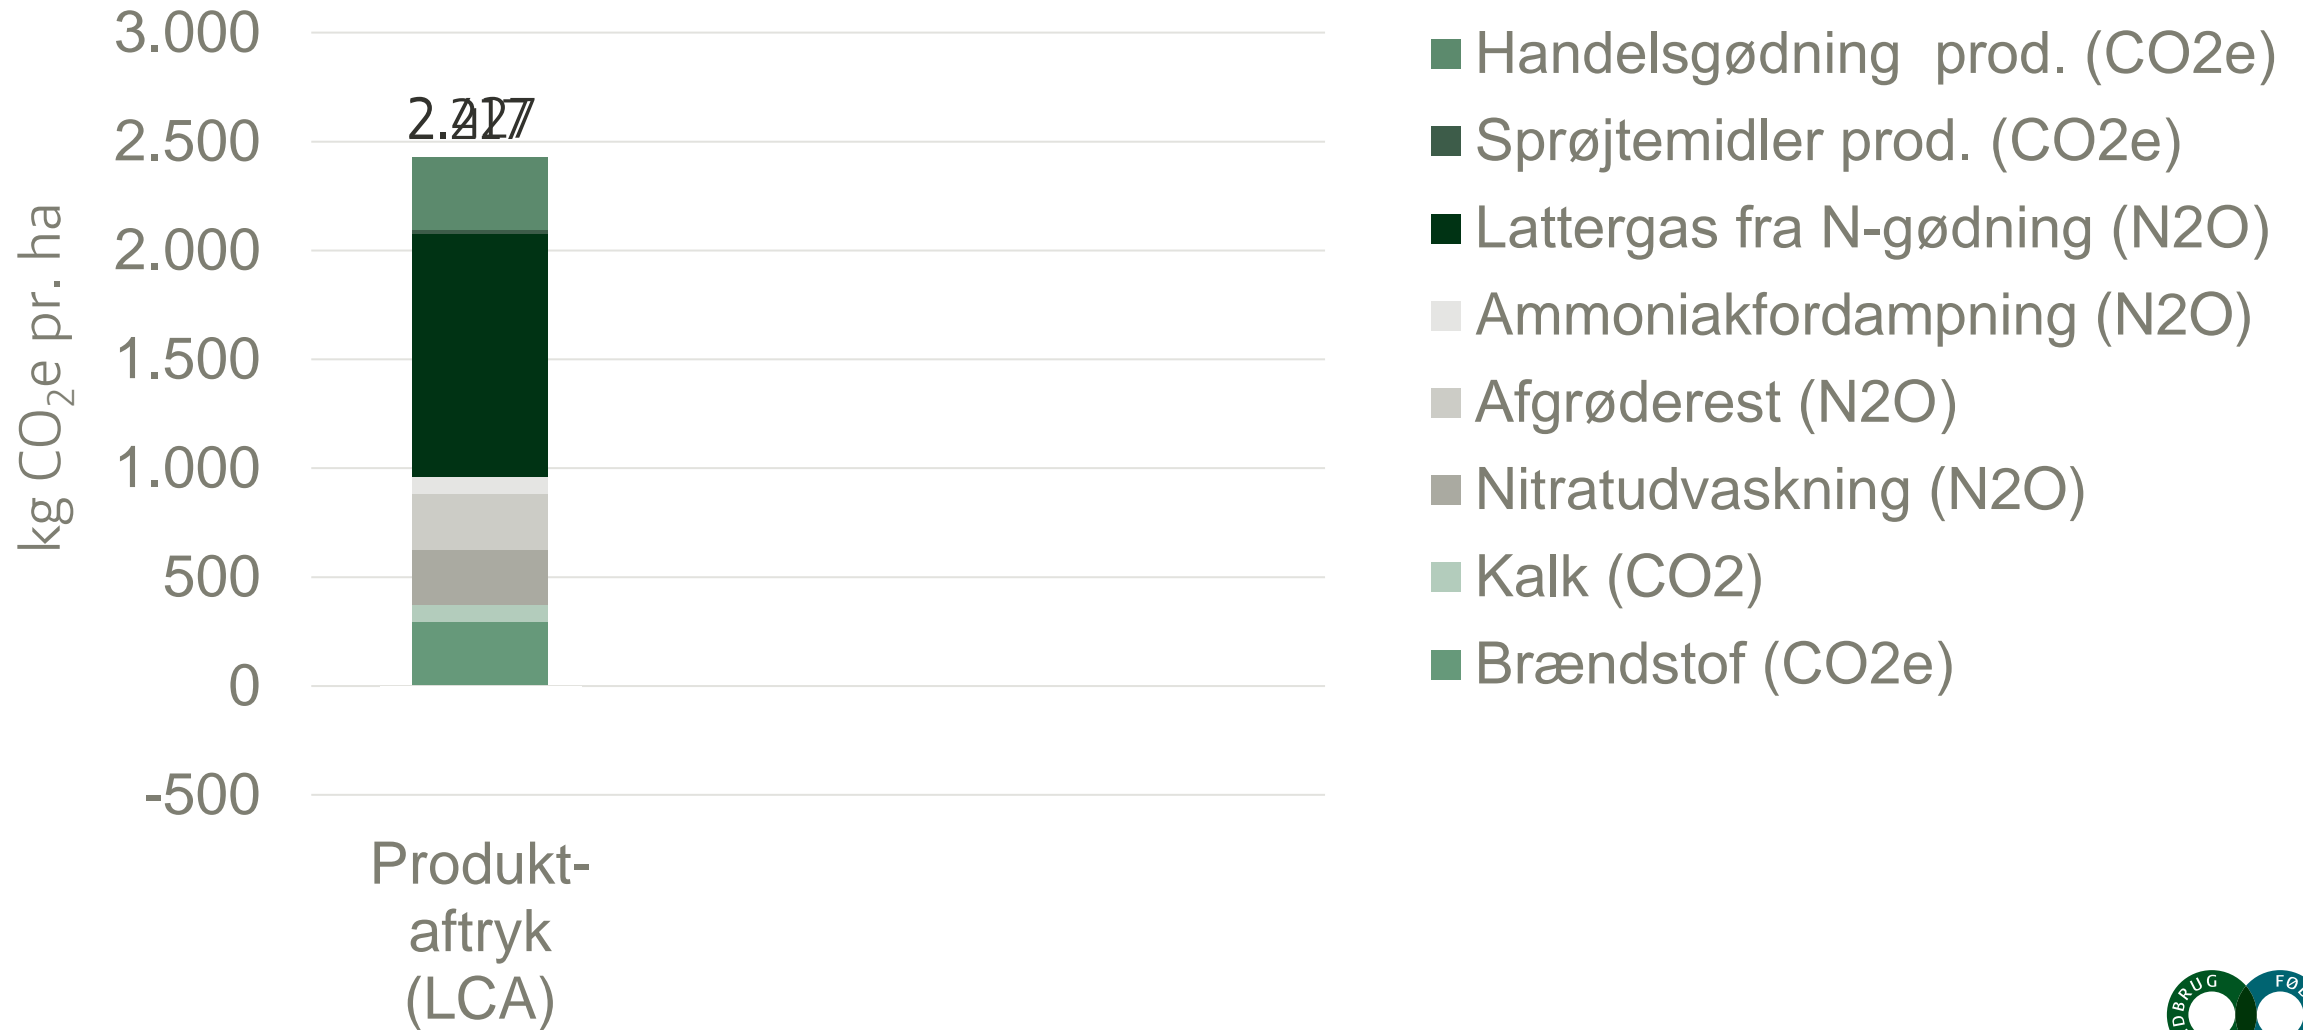 3.000
2.500
2.000
1.500
1.000
500
0
-500
kg CO₂e pr. ha
Produkt-
aftryk
(LCA)
Handelsgødning  prod. (CO2e)
Sprøjtemidler prod. (CO2e)
Lattergas fra N-gødning (N2O)
Ammoniakfordampning (N2O)
Afgrøderest (N2O)
Nitratudvaskning (N2O)
Kalk (CO2)
Brændstof (CO2e)